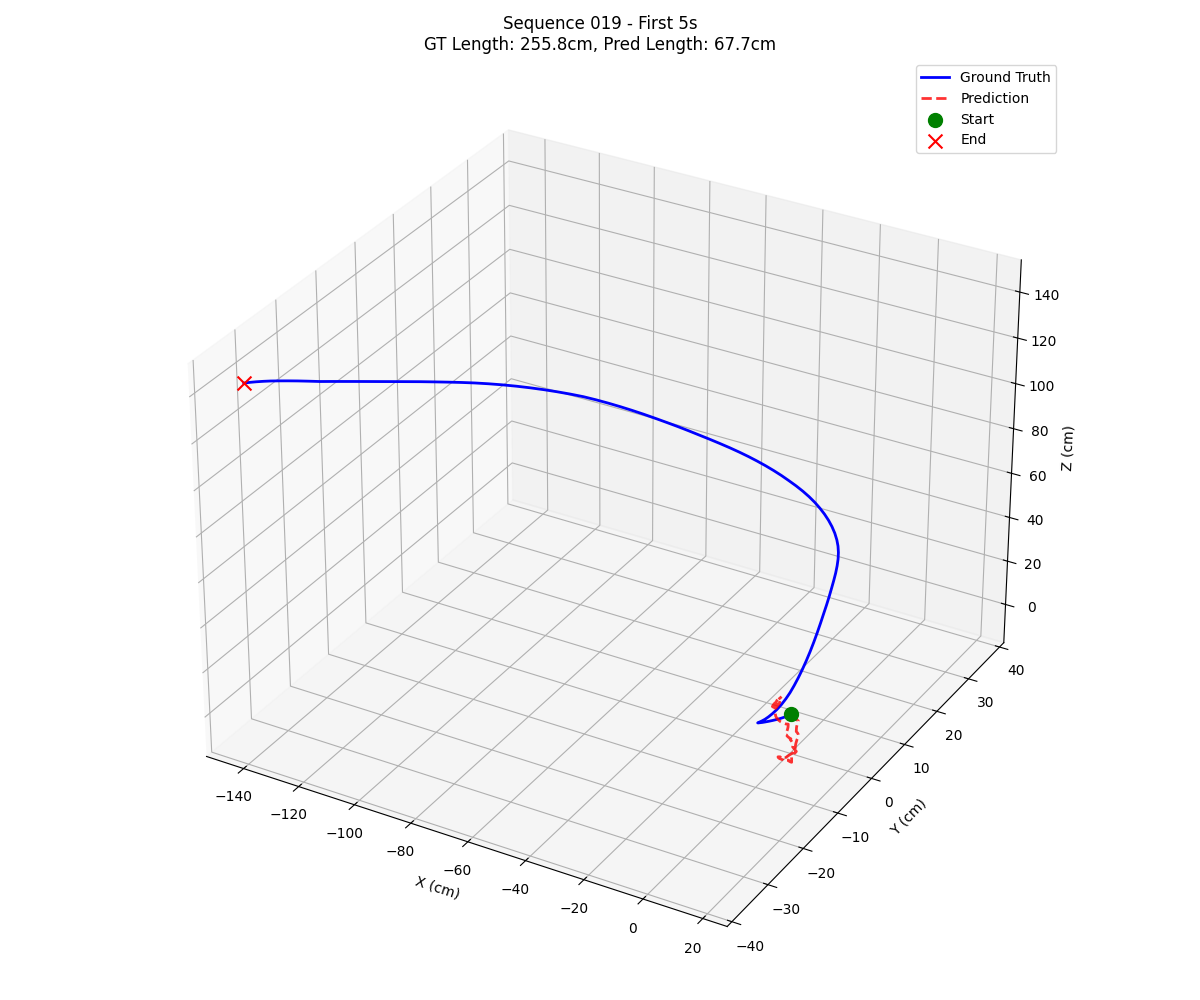 Sequence 019 - First 5s
GT Length: 255.8cm, Pred Length: 67.7cm
Ground Truth
Prediction
Start
End
140
120
100
80
60
40
20
0
Z (cm)
40
30
20
10
0
−10
−20
−30
−40
Y (cm)
−140
−120
−100
−80
−60
−40
−20
0
20
X (cm)